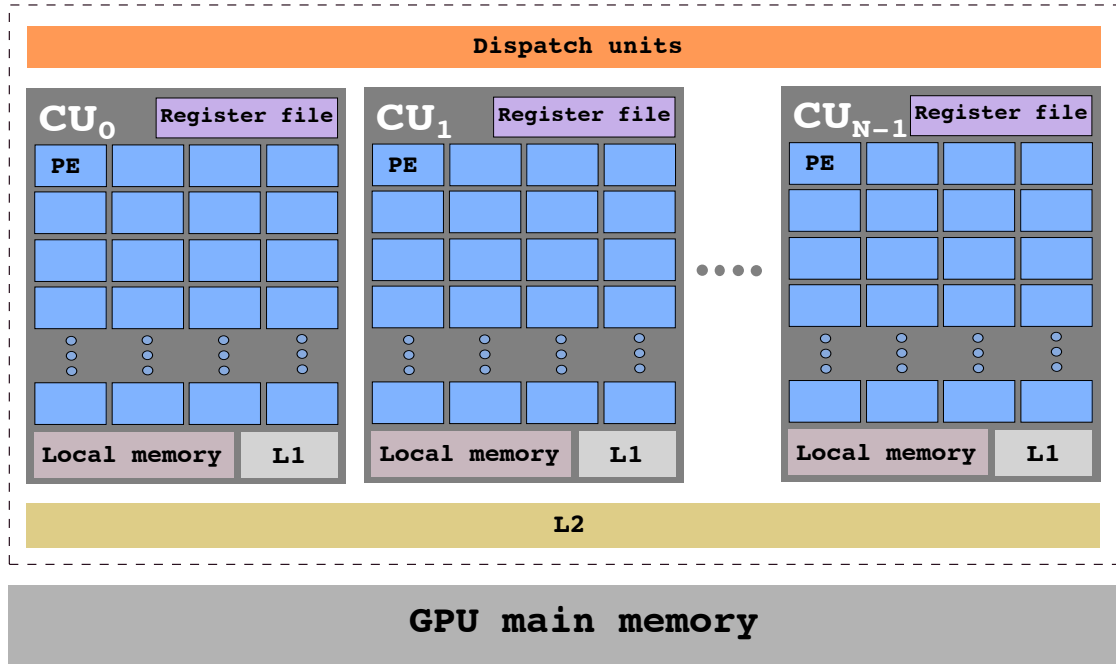 Dispatch units
CU0 Register file
PE
Local memory L1
CU1 Register file
PE
Local memory L1
CUN-1 Register file
PE
Local memory L1
L2
GPU main memory